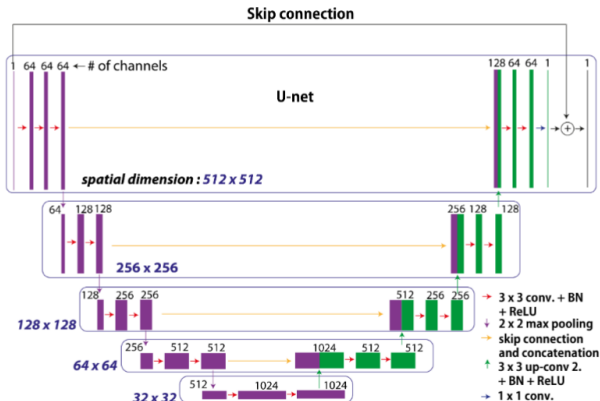 Skip connection
1 64 64 64 ← # of channels
128 64 64 1 1
U-net
+
spatial dimension : 512 x 512
64 128 128
256 128 128
256 x 256
128 256 256
512 256 256
128 x 128
256 512 512
1024 512 512
64 x 64
512 1024 1024
32 x 32
3 x 3 conv. + BN
+ ReLU
2 x 2 max pooling
skip connection
and concatenation
3 x 3 up-conv 2.
+ BN + ReLU
1 x 1 conv.